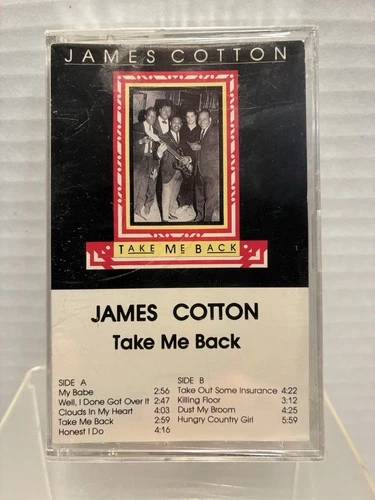 JAMES COTTON
TAKE ME BACK
JAMES COTTON
Take Me Back
SIDE A
My Babe 2:56
Well, I Done Got Over It 2:47
Clouds In My Heart 4:03
Take Me Back 2:59
Honest I Do 4:16
SIDE B
Take Out Some Insurance 4:22
Killing Floor 3:12
Dust My Broom 4:25
Hungry Country Girl 5:59